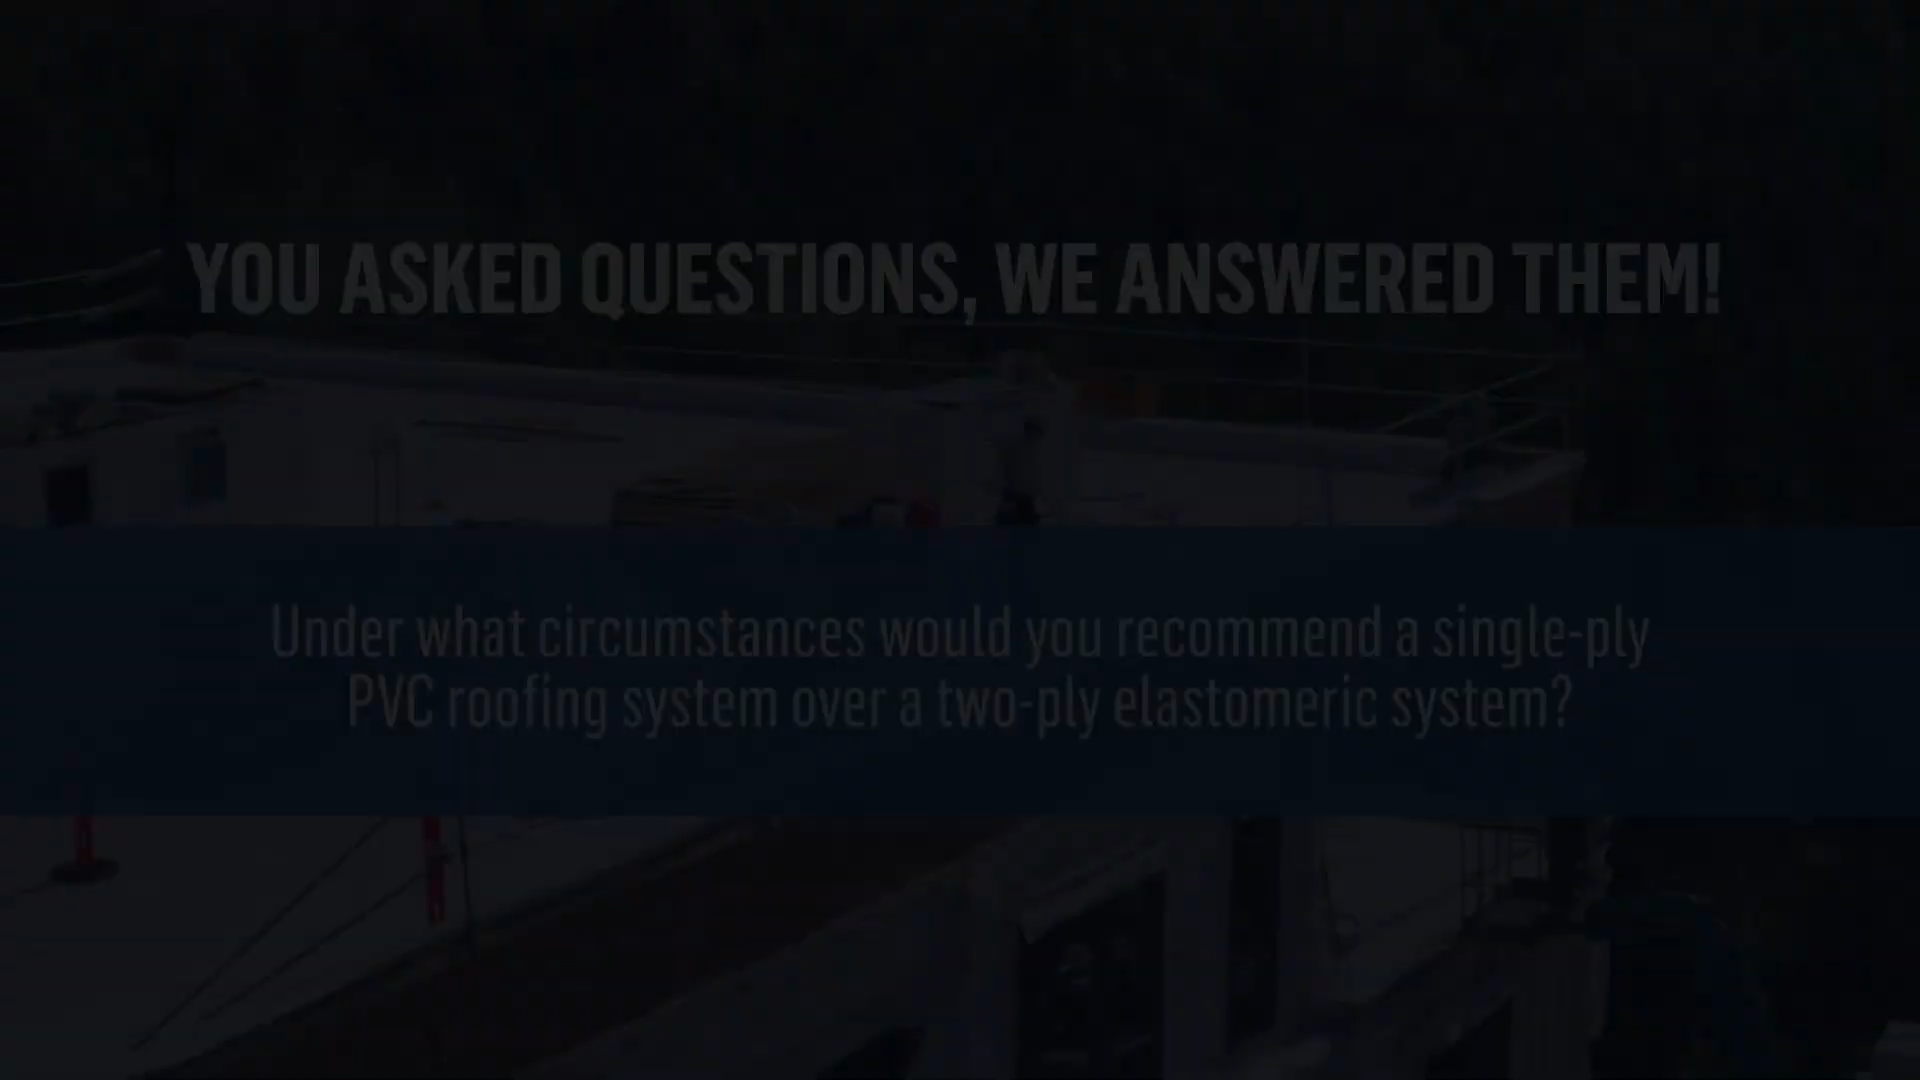 YOU ASKED QUESTIONS, WE ANSWERED THEM!
Under what circumstances would you recommend a single-ply
PVC roofing system over a two-ply elastomeric system?